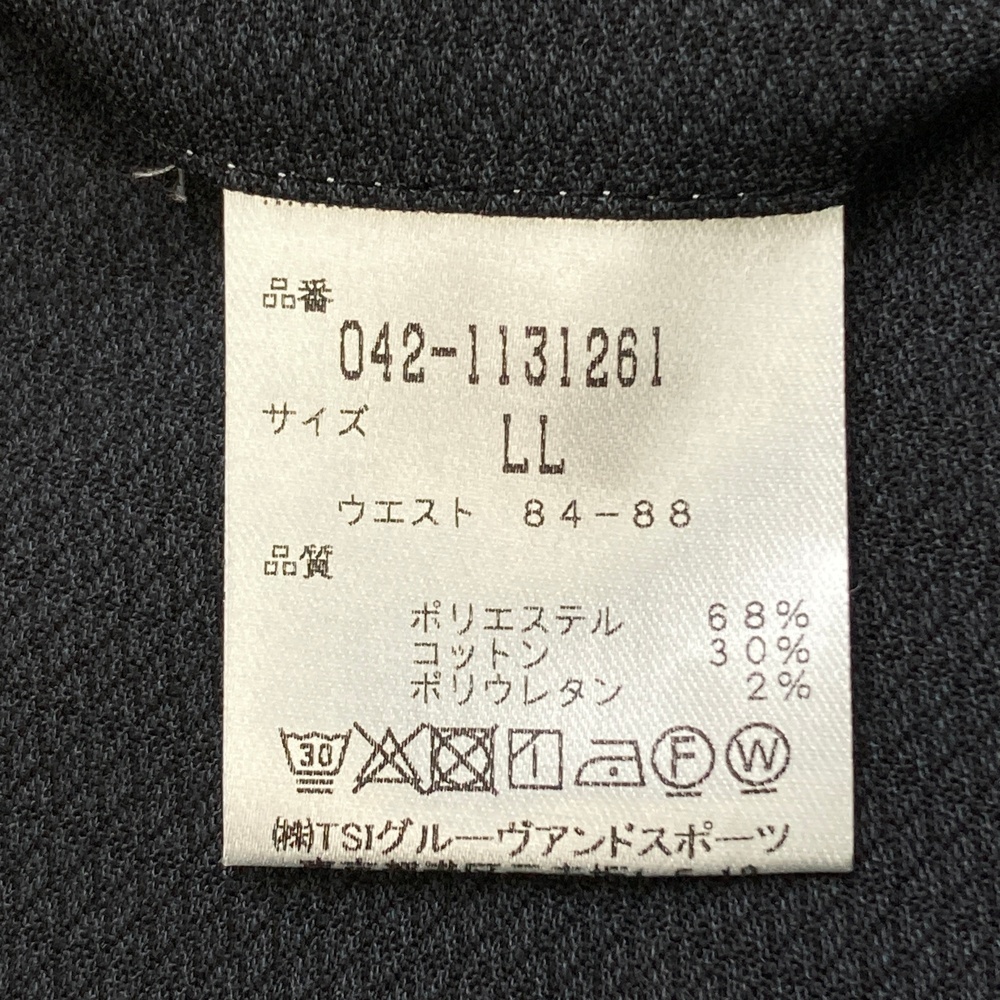 品番
042-1131261
サイズ
LL
ウエスト 84-88
品質
ポリエステル 68%
コットン 30%
ポリウレタン 2%
30 F W
㈱TSIグルーヴアンドスポーツ